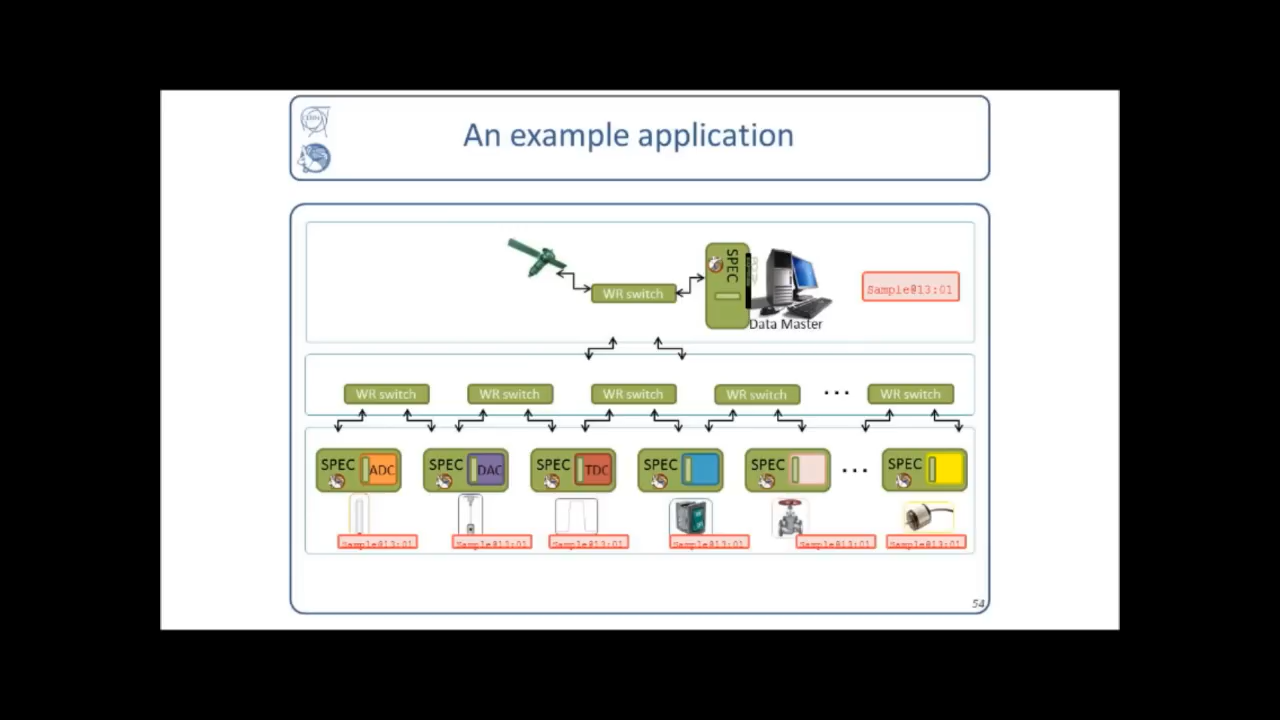 CERN
An example application
SPEC
WR switch
Sample@13:01
Data Master
WR switch
WR switch
WR switch
WR switch
...
WR switch
SPEC
ADC
SPEC
DAC
SPEC
TDC
SPEC
SPEC
...
SPEC
Sample@13:01
Sample@13:01
Sample@13:01
Sample@13:01
Sample@13:01
Sample@13:01
54